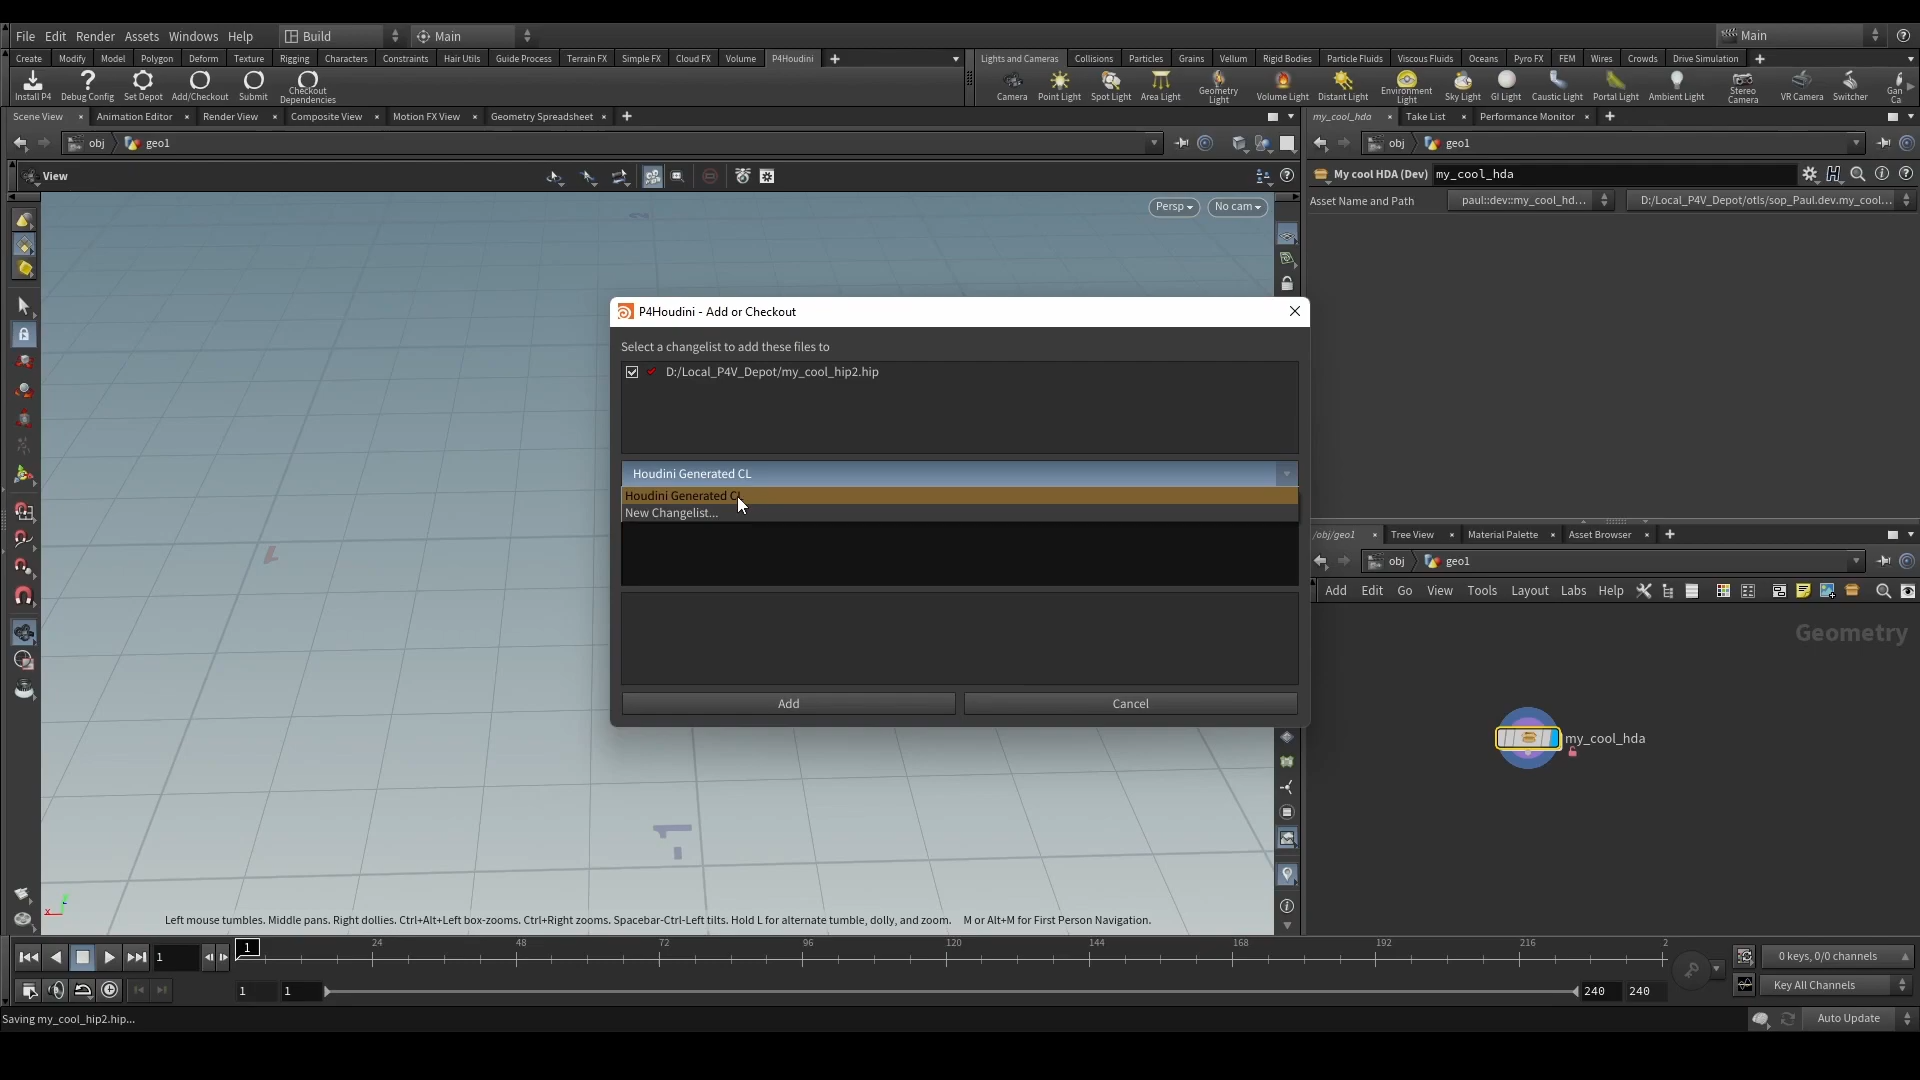 File Edit Render Assets Windows Help Build Main Main
Create Modify Model Polygon Deform Texture Rigging Characters Constraints Hair Utils Guide Process Terrain FX Simple FX Cloud FX Volume P4Houdini
Lights and Cameras Collisions Particles Grains Vellum Rigid Bodies Particle Fluids Viscous Fluids Oceans Pyro FX FEM Wires Crowds Drive Simulation
Install P4 Debug Config Set Depot Add/Checkout Submit Checkout Dependencies
Camera Point Light Spot Light Area Light Geometry Light Volume Light Distant Light Environment Light Sky Light GI Light Caustic Light Portal Light Ambient Light Stereo Camera VR Camera Switcher Gan Ca
Scene View Animation Editor Render View Composite View Motion FX View Geometry Spreadsheet
my_cool_hda Take List Performance Monitor
obj geo1
obj geo1
View
My cool HDA (Dev) my_cool_hda
Asset Name and Path paul::dev::my_cool_hd... D:/Local_P4V_Depot/otls/sop_Paul.dev.my_cool...
Persp No cam
P4Houdini - Add or Checkout
Select a changelist to add these files to
D:/Local_P4V_Depot/my_cool_hip2.hip
Houdini Generated CL
Houdini Generated CL
New Changelist...
Add Cancel
/obj/geo1 Tree View Material Palette Asset Browser
obj geo1
Add Edit Go View Tools Layout Labs Help
Geometry
my_cool_hda
Left mouse tumbles. Middle pans. Right dollies. Ctrl+Alt+Left box-zooms. Ctrl+Right zooms. Spacebar-Ctrl-Left tilts. Hold L for alternate tumble, dolly, and zoom. M or Alt+M for First Person Navigation.
1 1 24 48 72 96 120 144 168 192 216 2
0 keys, 0/0 channels
1 1 240 240
Key All Channels
Saving my_cool_hip2.hip...
Auto Update